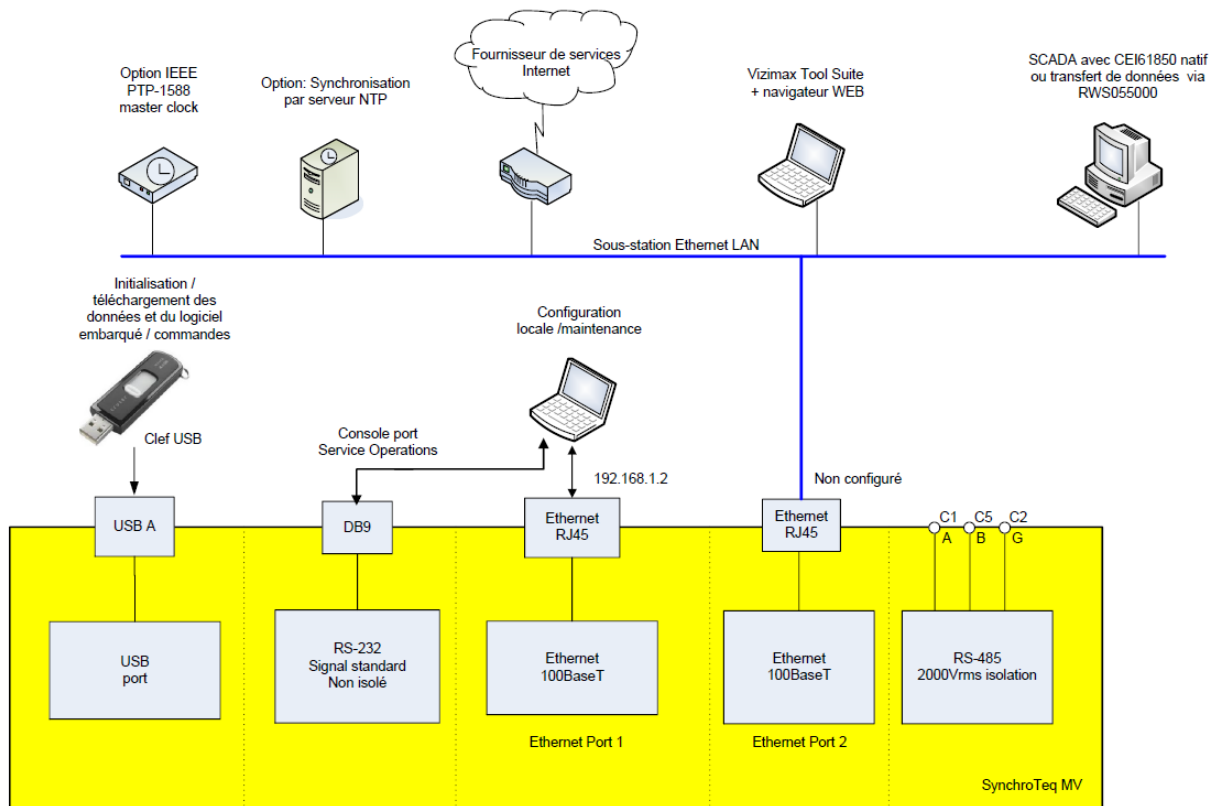 Option IEEE
PTP-1588
master clock
Option: Synchronisation
par serveur NTP
Fournisseur de services
Internet
Vizimax Tool Suite
+ navigateur WEB
SCADA avec CEI61850 natif
ou transfert de données via
RWS055000
Sous-station Ethernet LAN
Initialisation /
téléchargement des
données et du logiciel
embarqué / commandes
Clef USB
Configuration
locale /maintenance
Console port
Service Operations
192.168.1.2
Non configuré
USB A
DB9
Ethernet
RJ45
Ethernet
RJ45
C1
C5
C2
A
B
G
USB
port
RS-232
Signal standard
Non isolé
Ethernet
100BaseT
Ethernet
100BaseT
RS-485
2000Vrms isolation
Ethernet Port 1
Ethernet Port 2
SynchroTeq MV